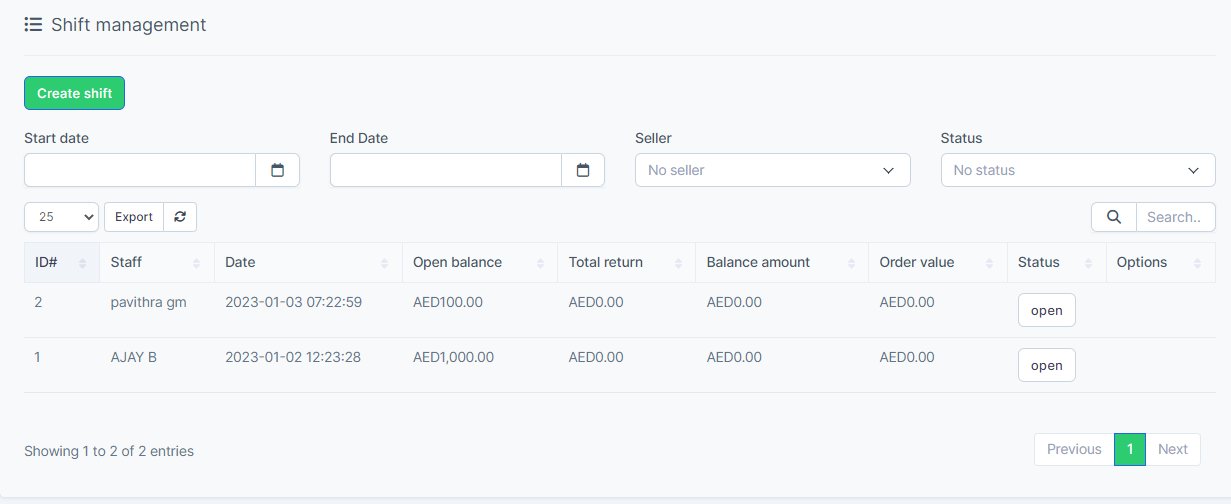 Shift management
Create shift
Start date End Date Seller Status
No seller No status
25 Export Search..
ID# Staff Date Open balance Total return Balance amount Order value Status Options
2 pavithra gm 2023-01-03 07:22:59 AED100.00 AED0.00 AED0.00 AED0.00 open
1 AJAY B 2023-01-02 12:23:28 AED1,000.00 AED0.00 AED0.00 AED0.00 open
Showing 1 to 2 of 2 entries Previous 1 Next